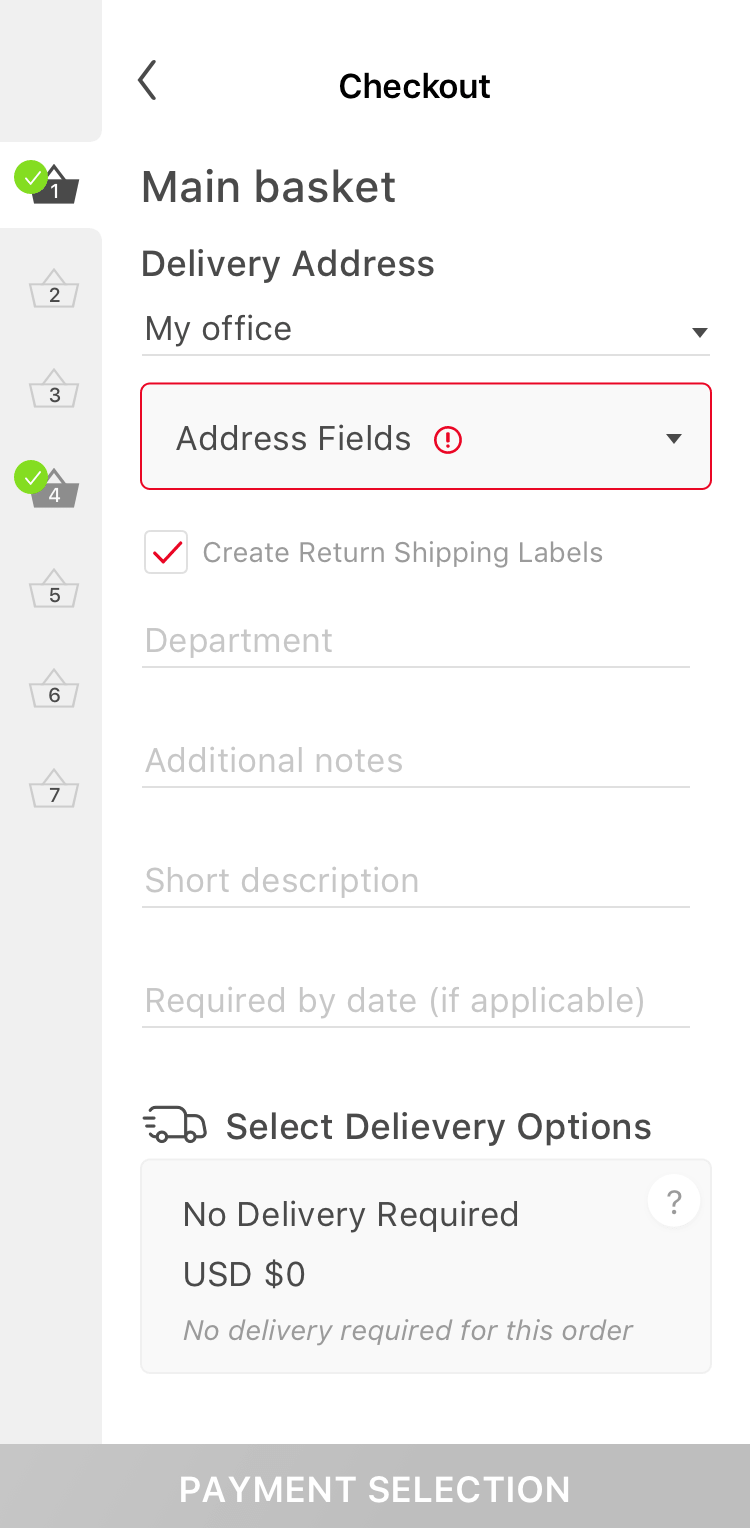 Checkout
1
2
3
4
5
6
7
Main basket
Delivery Address
My office
Address Fields
Create Return Shipping Labels
Department
Additional notes
Short description
Required by date (if applicable)
Select Delievery Options
No Delivery Required
?
USD $0
No delivery required for this order
PAYMENT SELECTION